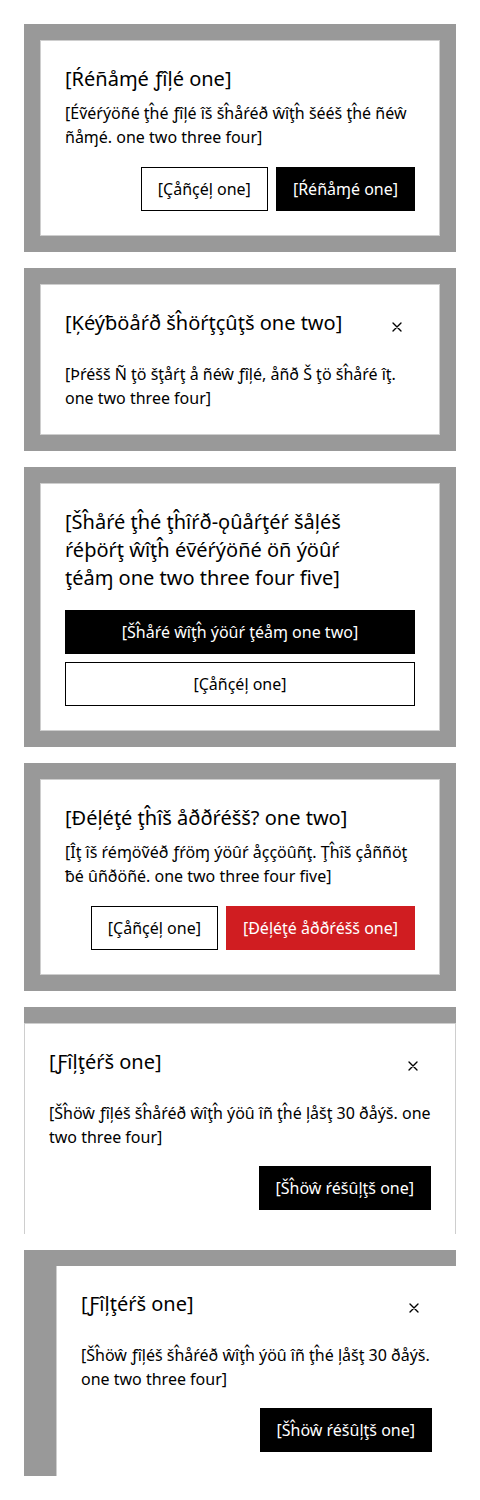 [Ŕéñåɱé ƒîļé one]
[Éṽéŕýöñé ţĥé ƒîļé îš šĥåŕéð ŵîţĥ šééš ţĥé ñéŵ
ñåɱé. one two three four]
[Çåñçéļ one]
[Ŕéñåɱé one]
[Ķéýƀöåŕð šĥöŕţçûţš one two]
[Þŕéšš Ñ ţö šţåŕţ å ñéŵ ƒîļé, åñð Š ţö šĥåŕé îţ.
one two three four]
[Šĥåŕé ţĥé ţĥîŕð-ǫûåŕţéŕ šåļéš
ŕéþöŕţ ŵîţĥ éṽéŕýöñé öñ ýöûŕ
ţéåɱ one two three four five]
[Šĥåŕé ŵîţĥ ýöûŕ ţéåɱ one two]
[Çåñçéļ one]
[Ðéļéţé ţĥîš åððŕéšš? one two]
[Îţ îš ŕéɱöṽéð ƒŕöɱ ýöûŕ åççöûñţ. Ţĥîš çåññöţ
ƀé ûñðöñé. one two three four five]
[Çåñçéļ one]
[Ðéļéţé åððŕéšš one]
[Ƒîļţéŕš one]
[Šĥöŵ ƒîļéš šĥåŕéð ŵîţĥ ýöû îñ ţĥé ļåšţ 30 ðåýš. one
two three four]
[Šĥöŵ ŕéšûļţš one]
[Ƒîļţéŕš one]
[Šĥöŵ ƒîļéš šĥåŕéð ŵîţĥ ýöû îñ ţĥé ļåšţ 30 ðåýš.
one two three four]
[Šĥöŵ ŕéšûļţš one]